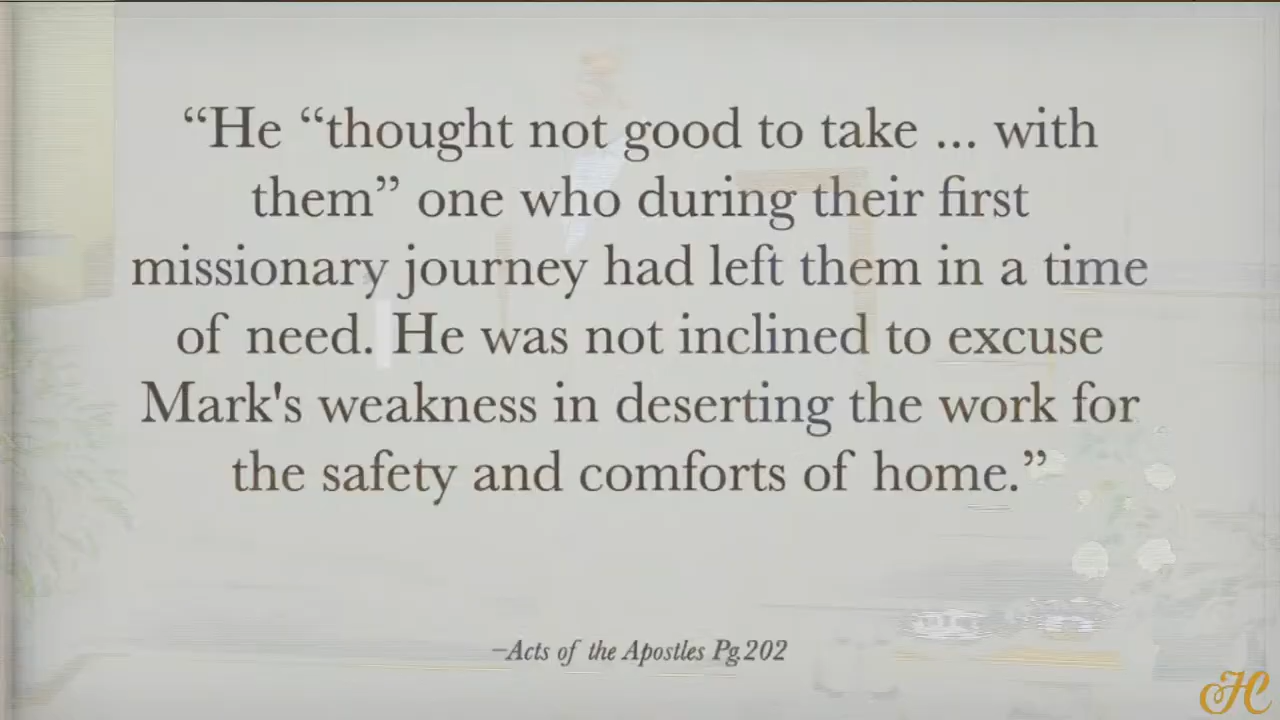 “He “thought not good to take ... with
them” one who during their first
missionary journey had left them in a time
of need. He was not inclined to excuse
Mark's weakness in deserting the work for
the safety and comforts of home.”
–Acts of the Apostles Pg.202
H